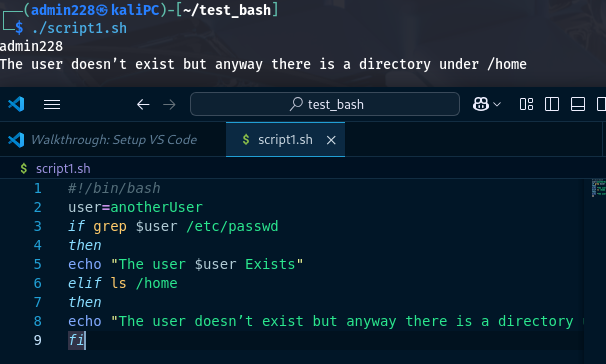 (admin228㉿kaliPC)-[~/test_bash]
$ ./script1.sh
admin228
The user doesn’t exist but anyway there is a directory under /home
test_bash
Walkthrough: Setup VS Code
$ script1.sh ×
$ script1.sh
1 #!/bin/bash
2 user=anotherUser
3 if grep $user /etc/passwd
4 then
5 echo "The user $user Exists"
6 elif ls /home
7 then
8 echo "The user doesn’t exist but anyway there is a directory
9 fi